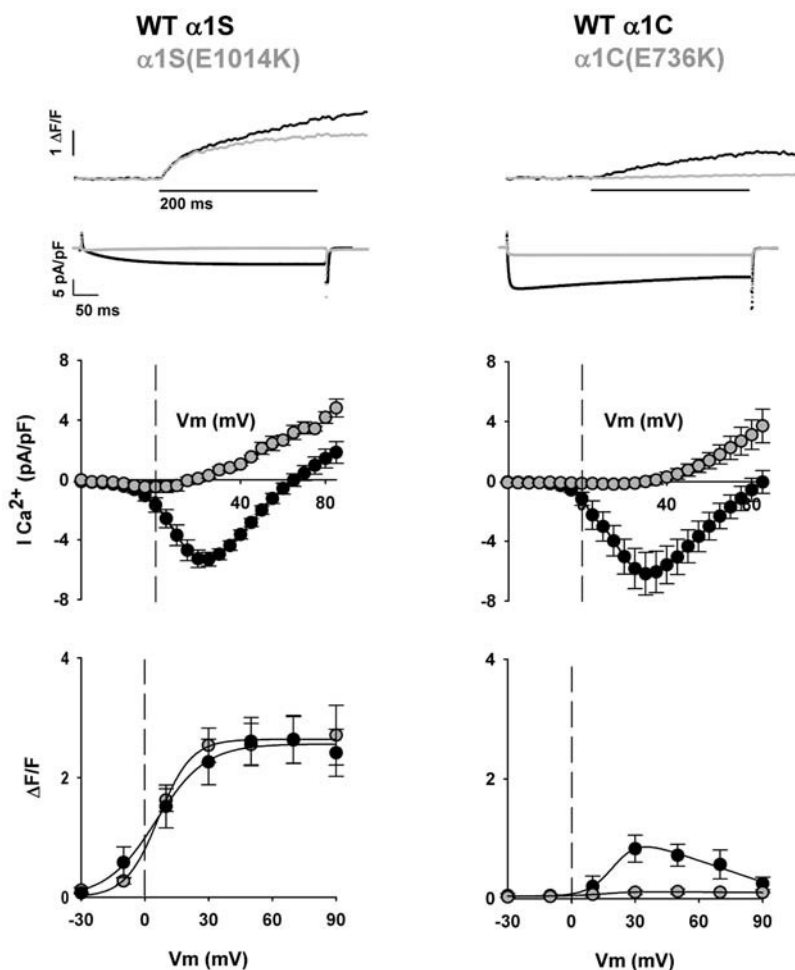 WT α1S
α1S(E1014K)
WT α1C
α1C(E736K)
1 ΔF/F
200 ms
5 pA/pF
50 ms
8
4
0
-4
-8
I Ca2+ (pA/pF)
Vm (mV)
40
80
8
4
0
-4
-8
Vm (mV)
40
4
2
0
ΔF/F
-30 0 30 60 90
Vm (mV)
4
2
0
-30 0 30 60 90
Vm (mV)